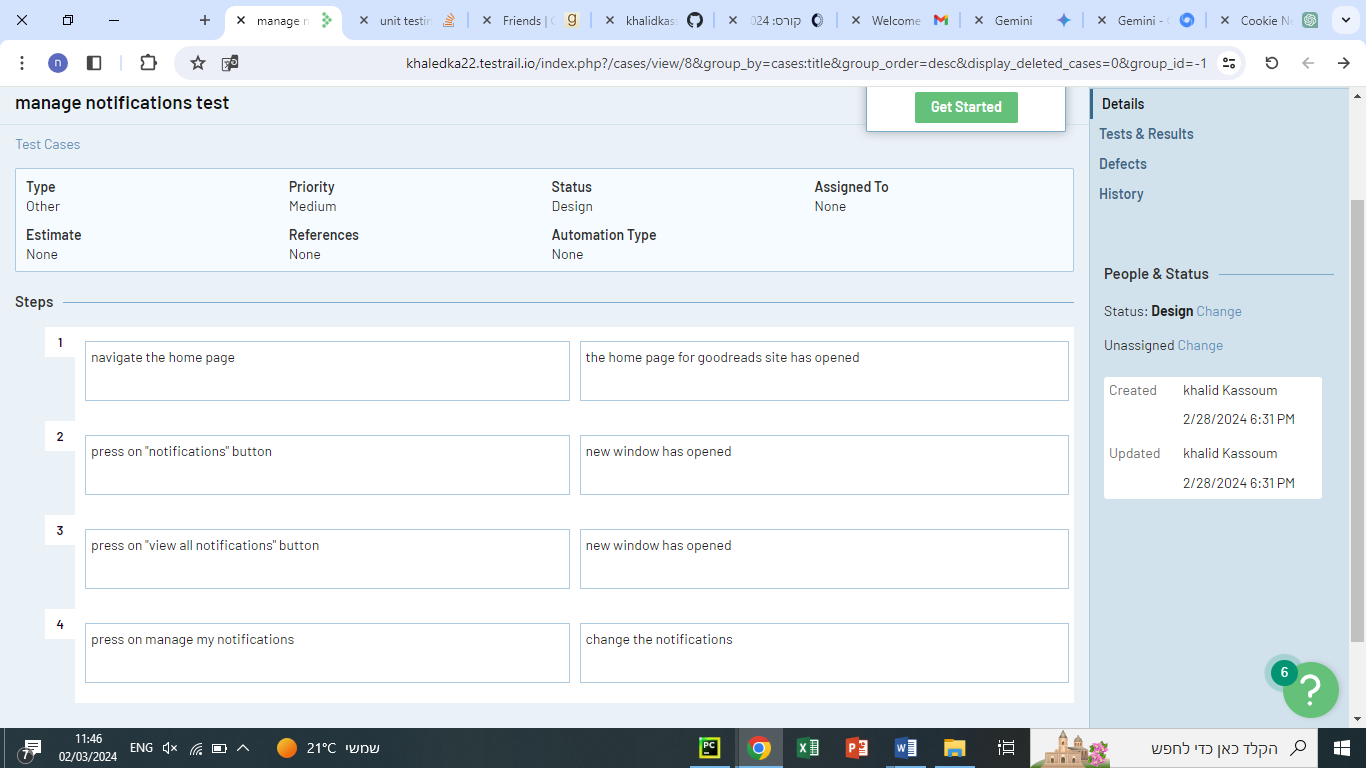 manage n
unit testin
Friends | G
khalidkas
קורס: 024
Welcome
Gemini
Gemini - C
Cookie Ne
n
khaledka22.testrail.io/index.php?/cases/view/8&group_by=cases:title&group_order=desc&display_deleted_cases=0&group_id=-1
manage notifications test
Get Started
Test Cases
Type
Other
Priority
Medium
Status
Design
Assigned To
None
Estimate
None
References
None
Automation Type
None
Steps
1
navigate the home page
the home page for goodreads site has opened
2
press on "notifications" button
new window has opened
3
press on "view all notifications" button
new window has opened
4
press on manage my notifications
change the notifications
Details
Tests & Results
Defects
History
People & Status
Status: Design Change
Unassigned Change
Created khalid Kassoum
2/28/2024 6:31 PM
Updated khalid Kassoum
2/28/2024 6:31 PM
6
?
7
11:46
02/03/2024
ENG
21°C שמשי
PC
הקלד כאן כדי לחפש